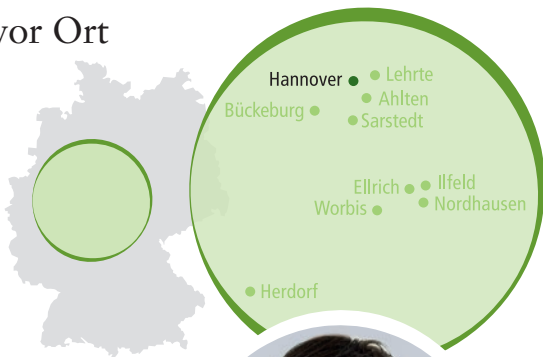 vor Ort
Hannover
Lehrte
Ahlten
Bückeburg
Sarstedt
Ellrich
Ilfeld
Worbis
Nordhausen
Herdorf